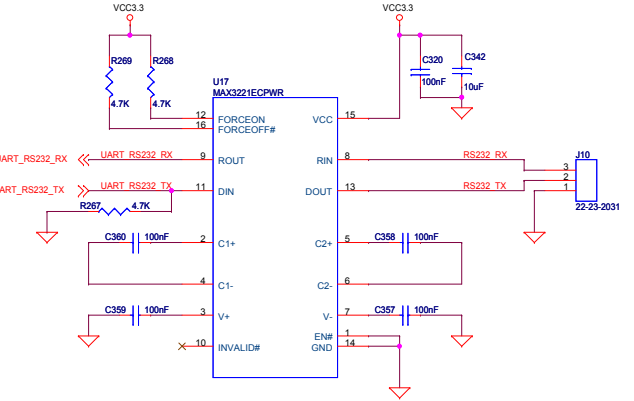 VCC3.3 VCC3.3
R269 R268
4.7K 4.7K
C320 100nF
C342 10uF
U17
MAX3221ECPWR
12 FORCEON VCC 15
16 FORCEOFF#
UART_RS232_RX UART_RS232_RX 9 ROUT RIN 8 RS232_RX
UART_RS232_TX UART_RS232_TX 11 DIN DOUT 13 RS232_TX
J10
3
2
1
22-23-2031
R267 4.7K
C360 100nF 2 C1+ C2+ 5 C358 100nF
4 C1- C2- 6
C359 100nF 3 V+ V- 7 C357 100nF
EN# 1
10 INVALID# GND 14